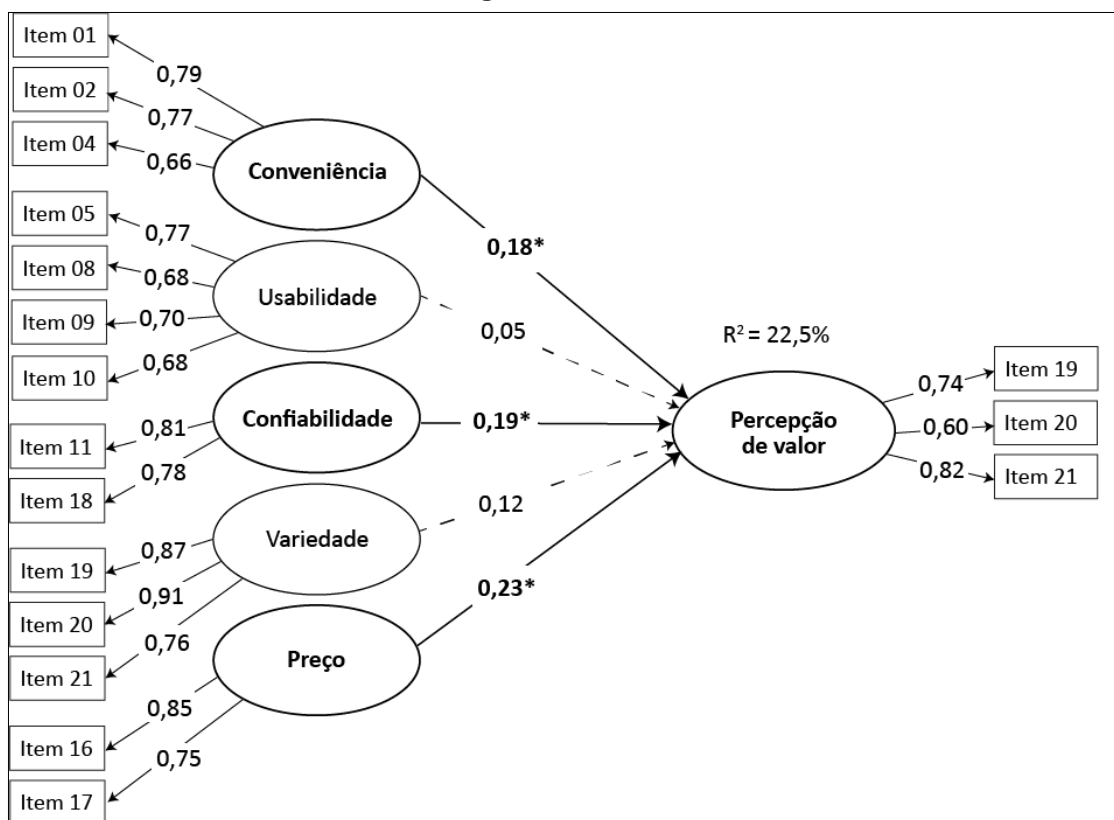 Item 01
0,79
Item 02
0,77
Item 04
0,66
Conveniência
Item 05
0,77
Item 08
0,68
Item 09
0,70
Item 10
0,68
Usabilidade
Item 11
0,81
Item 18
0,78
Confiabilidade
Item 19
0,87
Item 20
0,91
Item 21
0,76
Variedade
Item 16
0,85
Item 17
0,75
Preço
0,18*
0,05
0,19*
0,12
0,23*
R² = 22,5%
Percepção
de valor
0,74
Item 19
0,60
Item 20
0,82
Item 21